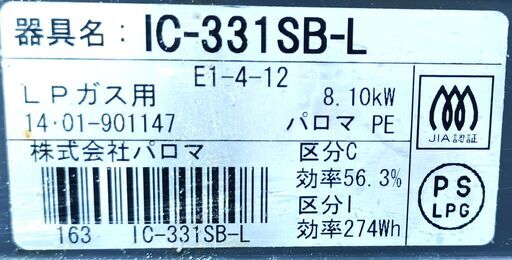 器具名： IC-331SB-L
E1-4-12
LPガス用 8.10kW
14・01-901147 パロマ PE
株式会社パロマ 区分C
効率56.3%
区分I
効率274Wh
163 IC-331SB-L
JIA認証
PS
LPG